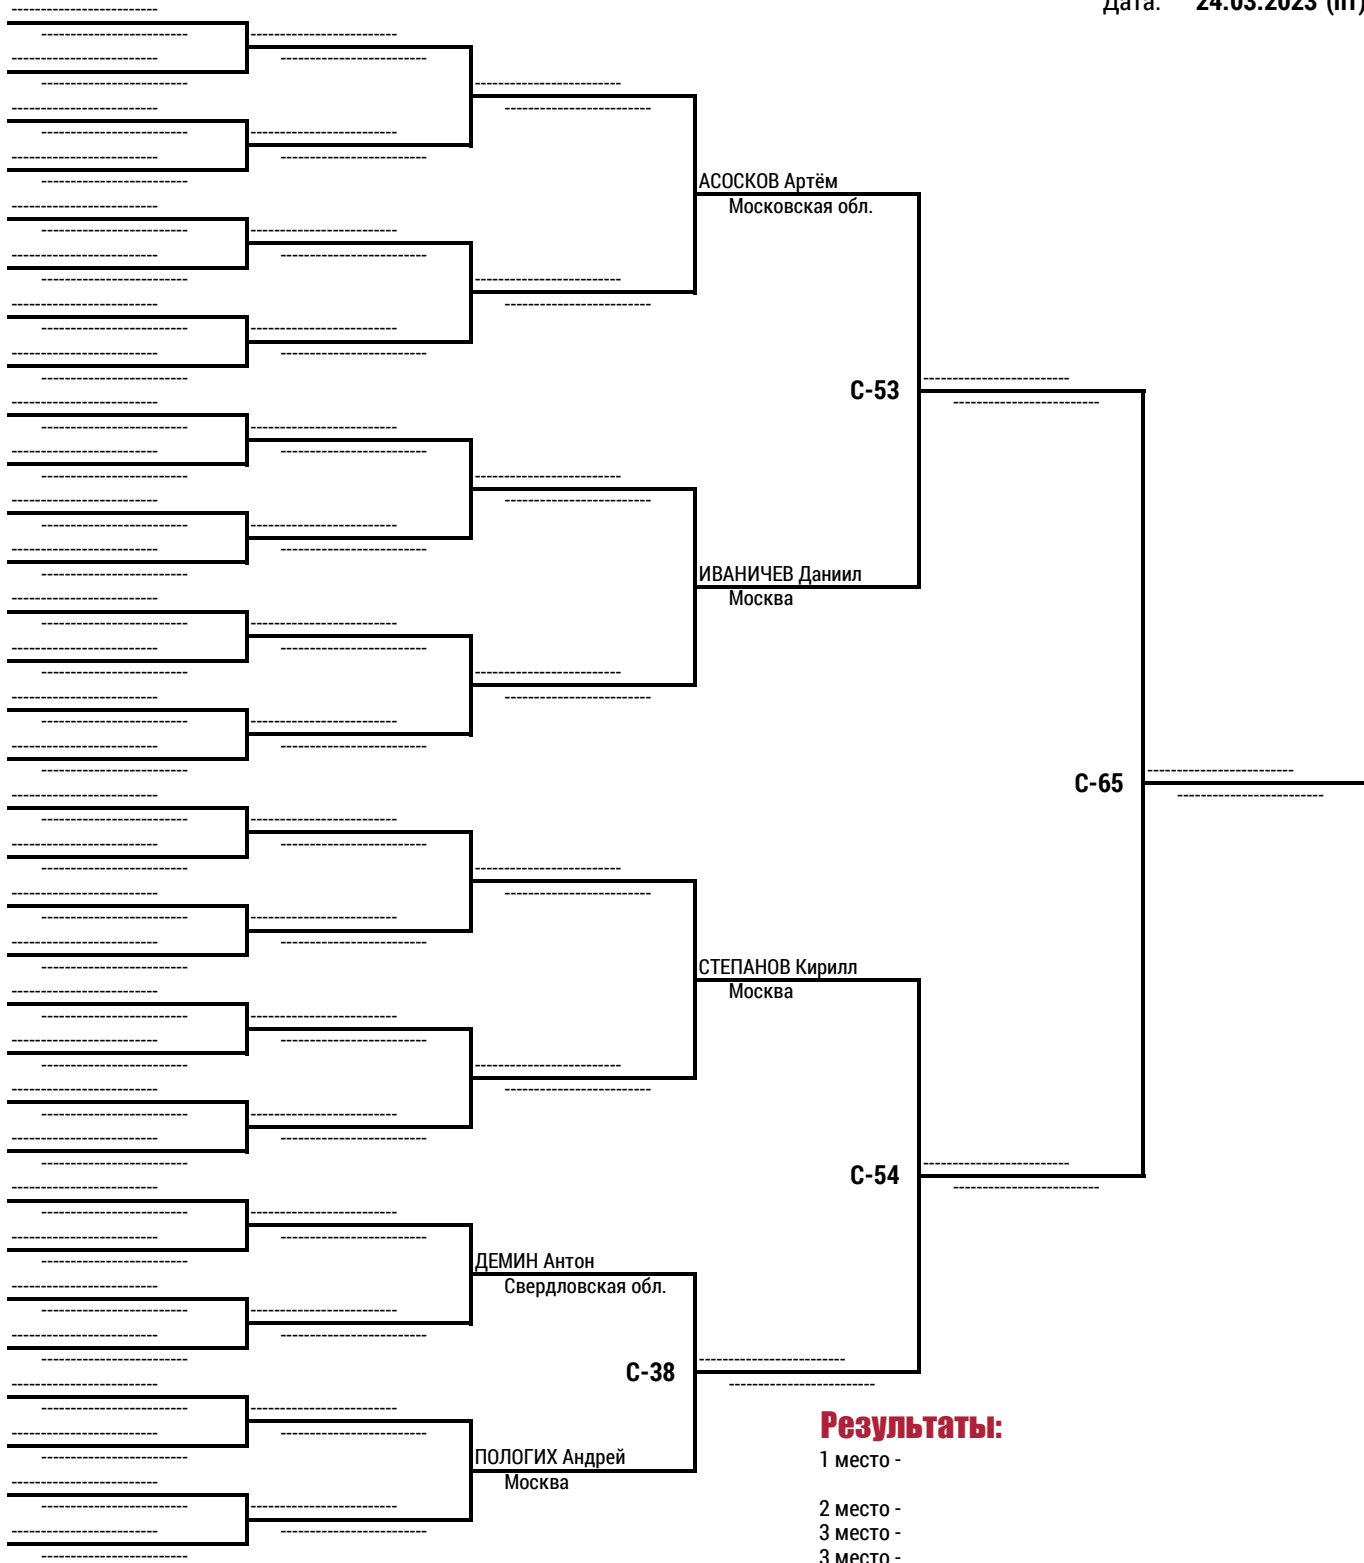 Дата: 24.03.2023 (пт)
АСОСКОВ Артём
Московская обл.
С-53
ИВАНИЧЕВ Даниил
Москва
С-65
СТЕПАНОВ Кирилл
Москва
С-54
ДЕМИН Антон
Свердловская обл.
С-38
ПОЛОГИХ Андрей
Москва
Результаты:
1 место -
2 место -
3 место -
3 место -